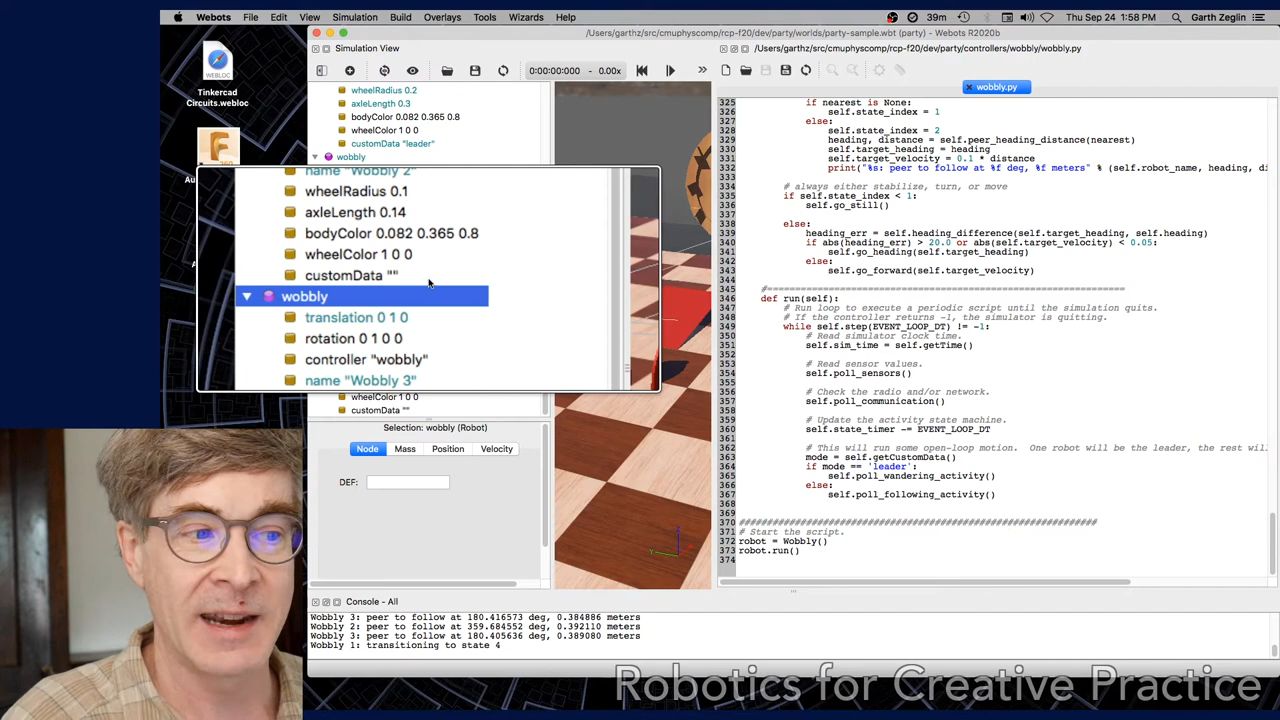 Webots File Edit View Simulation Build Overlays Tools Wizards Help
39m Thu Sep 24 1:58 PM Garth Zeglin
/Users/garthz/src/cmuphyscomp/rcp-f20/dev/party/worlds/party-sample.wbt (party) - Webots R2020b
Tinkercad
Circuits.webloc
WEBLOC
Simulation View
/Users/garthz/src/cmuphyscomp/rcp-f20/dev/party/controllers/wobbly/wobbly.py
0:00:00:000 - 0.00x
wobbly.py
wheelRadius 0.2
axleLength 0.3
bodyColor 0.082 0.365 0.8
wheelColor 1 0 0
customData "leader"
wobbly
name "Wobbly 2"
wheelRadius 0.1
axleLength 0.14
bodyColor 0.082 0.365 0.8
wheelColor 1 0 0
customData ""
wobbly
translation 0 1 0
rotation 0 1 0 0
controller "wobbly"
name "Wobbly 3"
wheelColor 1 0 0
customData ""
Selection: wobbly (Robot)
Node Mass Position Velocity
DEF:
325 if nearest is None:
326 self.state_index = 1
327 else:
328 self.state_index = 2
329 heading, distance = self.peer_heading_distance(nearest)
330 self.target_heading = heading
331 self.target_velocity = 0.1 * distance
332 print("%s: peer to follow at %f deg, %f meters" % (self.robot_name, heading, di
334 # always either stabilize, turn, or move
335 if self.state_index < 1:
336 self.go_still()
338 else:
339 heading_err = self.heading_difference(self.target_heading, self.heading)
340 if abs(heading_err) > 20.0 or abs(self.target_velocity) < 0.05:
341 self.go_heading(self.target_heading)
342 else:
343 self.go_forward(self.target_velocity)
345 #================================================================
346 def run(self):
347 # Run loop to execute a periodic script until the simulation quits.
348 # If the controller returns -1, the simulator is quitting.
349 while self.step(EVENT_LOOP_DT) != -1:
350 # Read simulator clock time.
351 self.sim_time = self.getTime()
353 # Read sensor values.
354 self.poll_sensors()
356 # Check the radio and/or network.
357 self.poll_communication()
359 # Update the activity state machine.
360 self.state_timer -= EVENT_LOOP_DT
362 # This will run some open-loop motion. One robot will be the leader, the rest wil
363 mode = self.getCustomData()
364 if mode == 'leader':
365 self.poll_wandering_activity()
366 else:
367 self.poll_following_activity()
370 ################################################################
371 # Start the script.
372 robot = Wobbly()
373 robot.run()
374
Console - All
Wobbly 3: peer to follow at 180.416573 deg, 0.384886 meters
Wobbly 2: peer to follow at 359.684552 deg, 0.392110 meters
Wobbly 3: peer to follow at 180.405636 deg, 0.389080 meters
Wobbly 1: transitioning to state 4
Robotics for Creative Practice